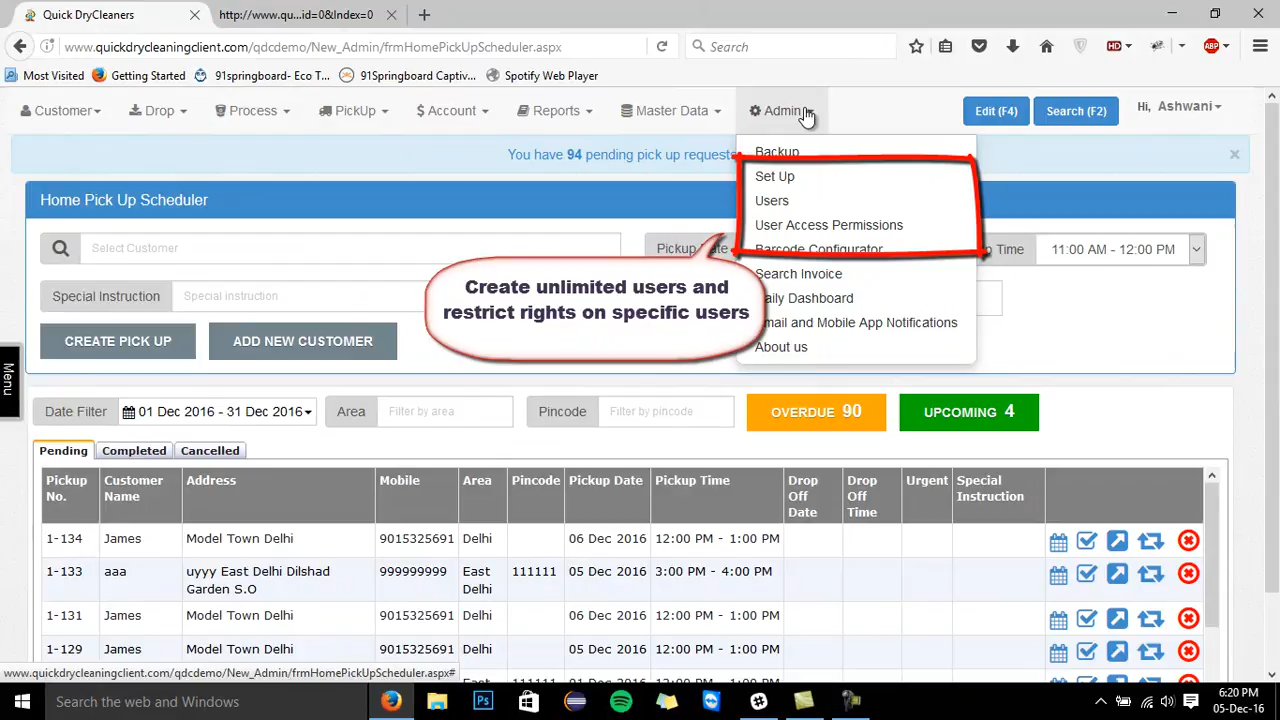 Quick DryCleaners
http://www.qu...id=0&Index=0
www.quickdrycleaningclient.com/qdcdemo/New_Admin/frmHomePickUpScheduler.aspx
Search
HD
ABP
Most Visited
Getting Started
91springboard - Eco T...
91Springboard Captiv...
Spotify Web Player
Customer
Drop
Process
PickUp
Account
Reports
Master Data
Admin
Edit (F4)
Search (F2)
Hi, Ashwani
You have 94 pending pick up requests
Backup
Set Up
Users
User Access Permissions
Barcode Configurator
Search Invoice
Daily Dashboard
Email and Mobile App Notifications
About us
Home Pick Up Scheduler
Select Customer
Pickup Date
11:00 AM - 12:00 PM
Special Instruction
Special instruction
Create unlimited users and
restrict rights on specific users
CREATE PICK UP
ADD NEW CUSTOMER
Menu
Date Filter
01 Dec 2016 - 31 Dec 2016
Area
Filter by area
Pincode
Filter by pincode
OVERDUE 90
UPCOMING 4
Pending
Completed
Cancelled
Pickup No. Customer Name Address Mobile Area Pincode Pickup Date Pickup Time Drop Off Date Drop Off Time Urgent Special Instruction
1-134 James Model Town Delhi 9015325691 Delhi 06 Dec 2016 12:00 PM - 1:00 PM
1-133 aaa uyyy East Delhi Dilshad Garden S.O 999999999 East Delhi 111111 05 Dec 2016 3:00 PM - 4:00 PM
1-131 James Model Town Delhi 9015325691 Delhi 06 Dec 2016 12:00 PM - 1:00 PM
1-129 James Model Town Delhi 9015325691 Delhi 05 Dec 2016 12:00 PM - 1:00 PM
www.quickdrycleaningclient.com/qdcdemo/New_Admin/frmHomePickUpScheduler.aspx#
Search the web and Windows
6:20 PM
05-Dec-16